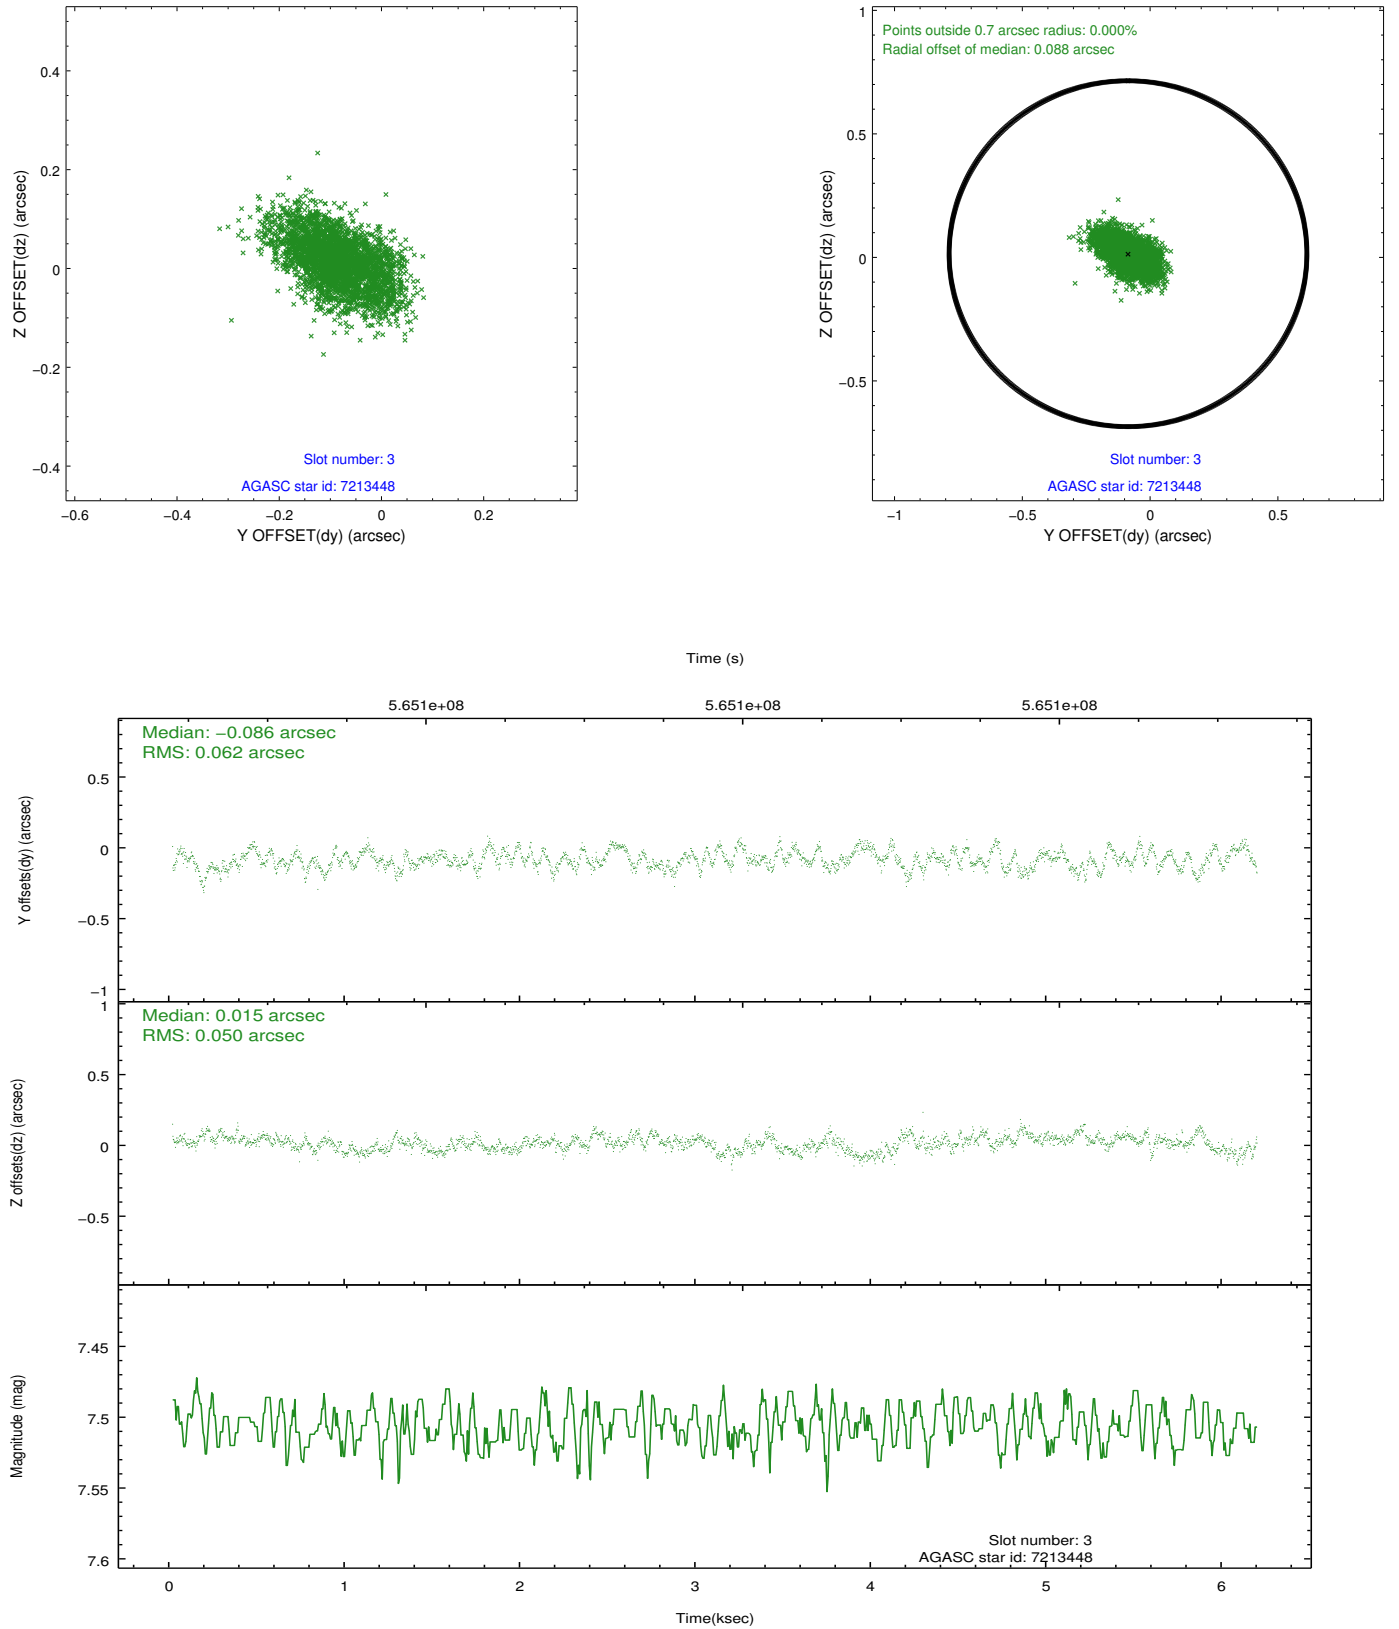 0.4
0.2
0
−0.2
−0.4
Z OFFSET(dz) (arcsec)
Slot number: 3
AGASC star id: 7213448
−0.6
−0.4
−0.2
0
0.2
Y OFFSET(dy) (arcsec)
Points outside 0.7 arcsec radius: 0.000%
Radial offset of median: 0.088 arcsec
1
0.5
0
−0.5
Z OFFSET(dz) (arcsec)
Slot number: 3
AGASC star id: 7213448
−1
−0.5
0
0.5
Y OFFSET(dy) (arcsec)
Time (s)
5.651e+08
5.651e+08
5.651e+08
Median: −0.086 arcsec
RMS: 0.062 arcsec
0.5
0
−0.5
−1
Y offsets(dy) (arcsec)
Median: 0.015 arcsec
RMS: 0.050 arcsec
1
0.5
0
−0.5
Z offsets(dz) (arcsec)
7.45
7.5
7.55
7.6
Magnitude (mag)
Slot number: 3
AGASC star id: 7213448
0
1
2
3
4
5
6
Time(ksec)